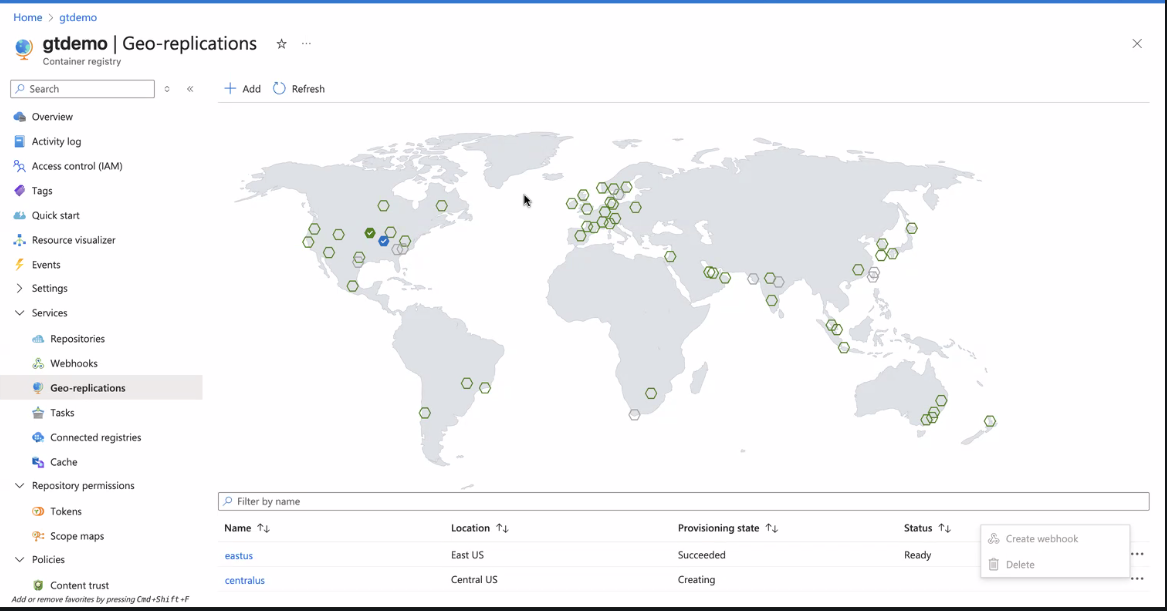 Home > gtdemo
gtdemo | Geo-replications
Container registry
Search
Add Refresh
Overview
Activity log
Access control (IAM)
Tags
Quick start
Resource visualizer
Events
Settings
Services
Repositories
Webhooks
Geo-replications
Tasks
Connected registries
Cache
Repository permissions
Tokens
Scope maps
Policies
Content trust
Add or remove favorites by pressing Cmd+Shift+F
Filter by name
Name Location Provisioning state Status
eastus East US Succeeded Ready
centralus Central US Creating
Create webhook
Delete